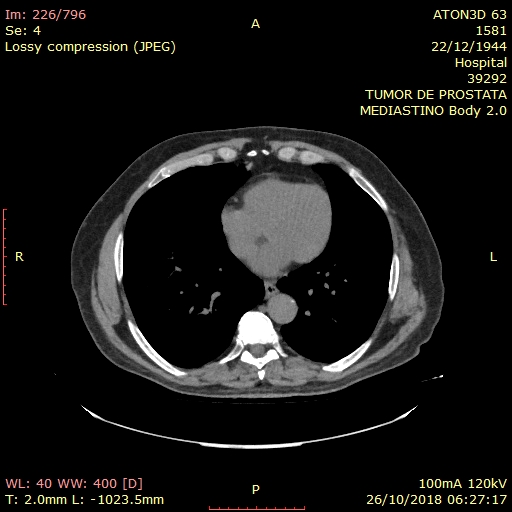 Im: 226/796
Se: 4
Lossy compression (JPEG)
A
ATON3D 63
1581
22/12/1944
Hospital
39292
TUMOR DE PROSTATA
MEDIASTINO Body 2.0
R
L
WL: 40 WW: 400 [D]
T: 2.0mm L: -1023.5mm
P
100mA 120kV
26/10/2018 06:27:17